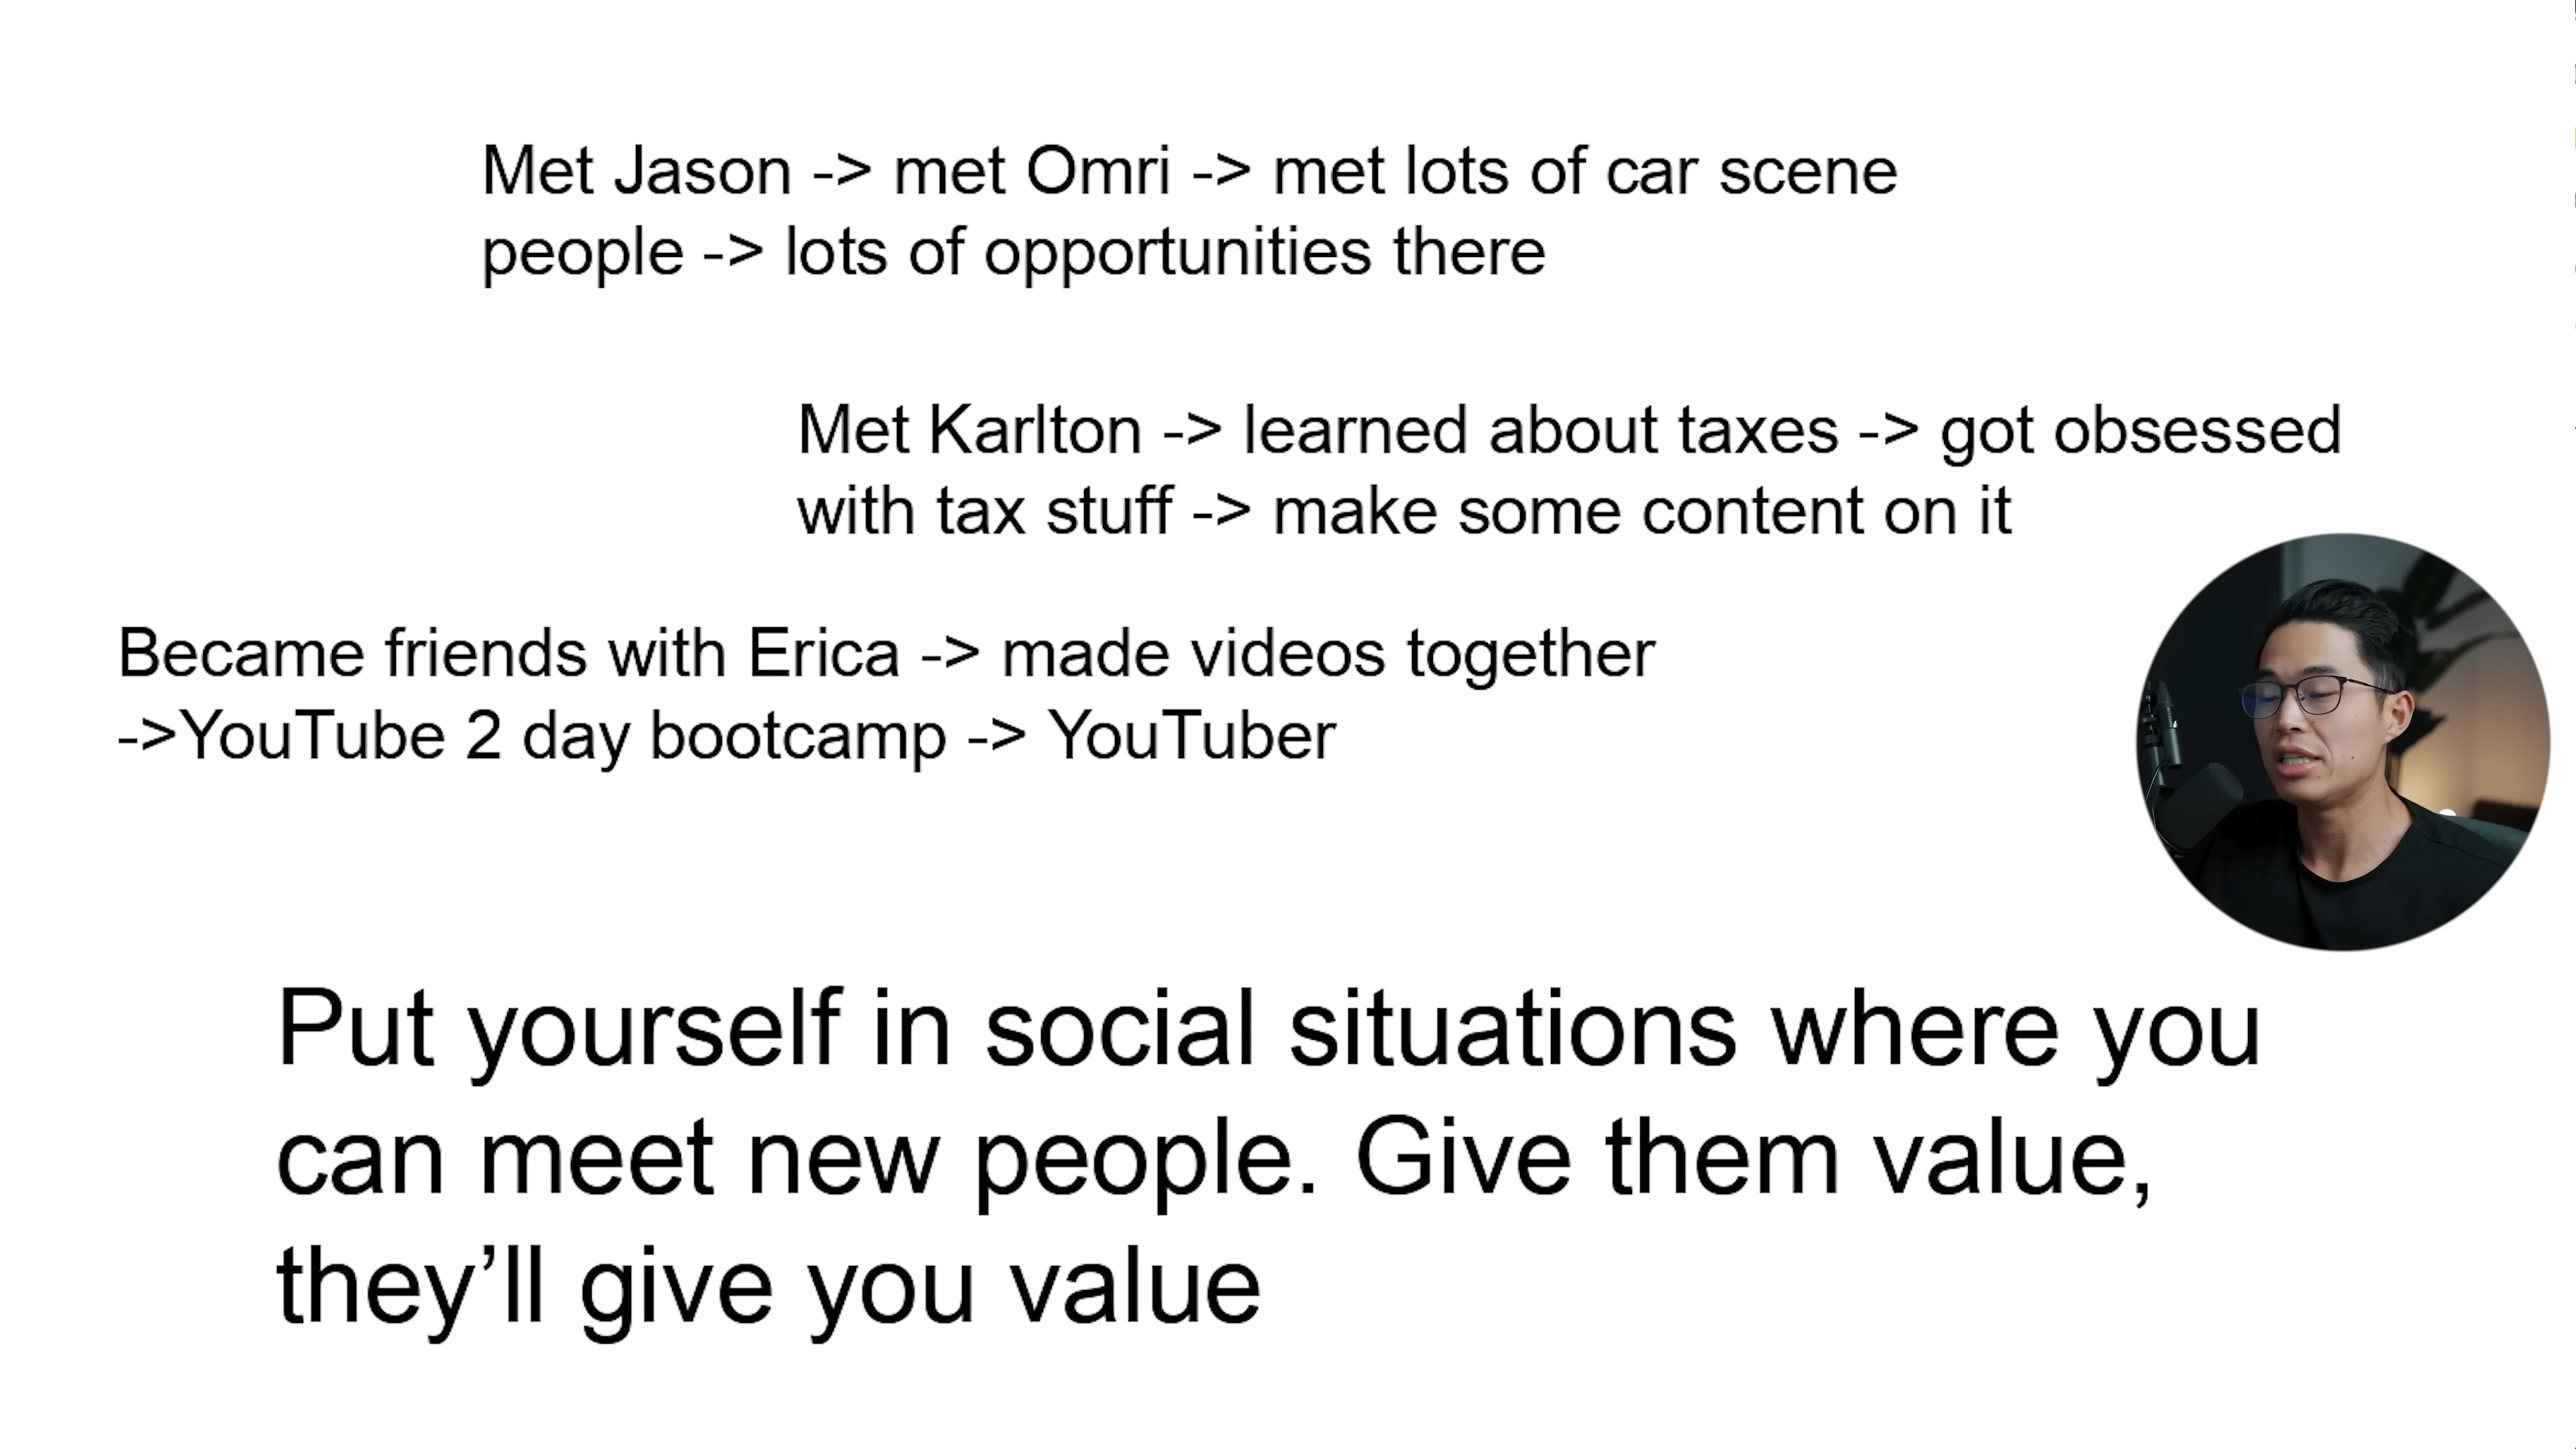 Met Jason -> met Omri -> met lots of car scene
people -> lots of opportunities there
Met Karlton -> learned about taxes -> got obsessed
with tax stuff -> make some content on it
Became friends with Erica -> made videos together
->YouTube 2 day bootcamp -> YouTuber
Put yourself in social situations where you
can meet new people. Give them value,
they’ll give you value